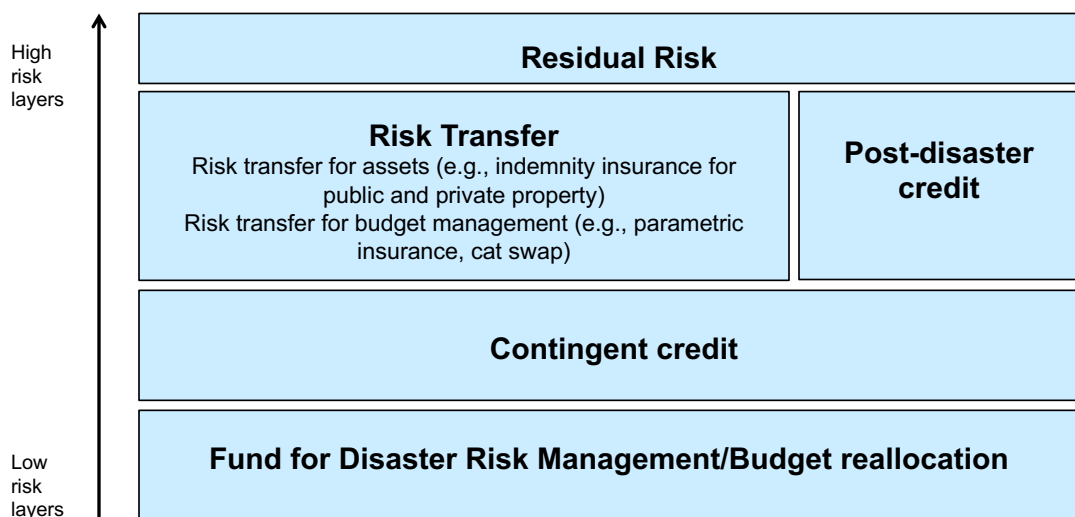 High
risk
layers
Residual Risk
Risk Transfer
Risk transfer for assets (e.g., indemnity insurance for
public and private property)
Risk transfer for budget management (e.g., parametric
insurance, cat swap)
Post-disaster
credit
Contingent credit
Low
risk
layers
Fund for Disaster Risk Management/Budget reallocation